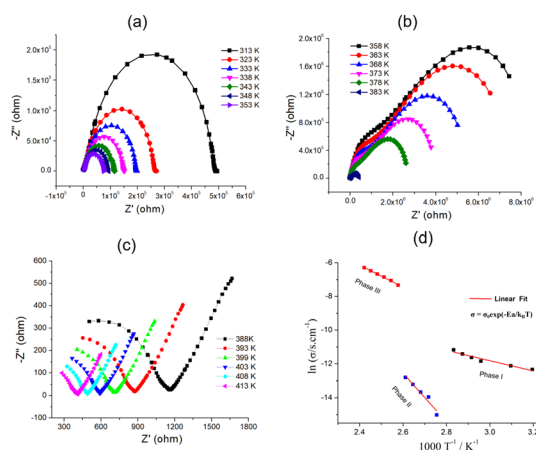 (a)
2.0x10⁵
1.5x10⁵
1.0x10⁵
5.0x10⁴
0.0
-Z'' (ohm)
-1x10⁵ 0 1x10⁵ 2x10⁵ 3x10⁵ 4x10⁵ 5x10⁵ 6x10⁵
Z' (ohm)
313 K
323 K
333 K
338 K
343 K
348 K
353 K
(b)
2.0x10⁶
1.6x10⁶
1.2x10⁶
8.0x10⁵
4.0x10⁵
0.0
-Z'' (ohm)
0.0 2.0x10⁶ 4.0x10⁶ 6.0x10⁶ 8.0x10⁶
Z' (ohm)
358 K
363 K
368 K
373 K
378 K
383 K
(c)
600
500
400
300
200
100
0
-100
-Z'' (ohm)
300 600 900 1200 1500 1800
Z' (ohm)
388K
393 K
399 K
403 K
408 K
413 K
(d)
-6
-8
-10
-12
-14
ln (σ/s.cm⁻¹)
2.4 2.6 2.8 3.0 3.2
1000 T⁻¹ / K⁻¹
Linear Fit
σ = σ₀exp(-Ea/k_BT)
Phase III
Phase II
Phase I